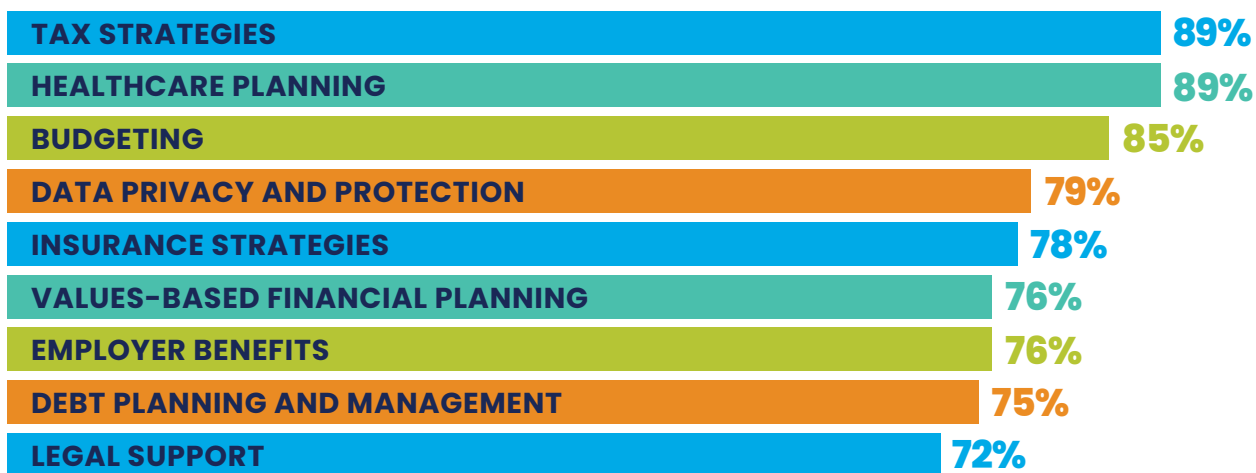 TAX STRATEGIES 89%
HEALTHCARE PLANNING 89%
BUDGETING 85%
DATA PRIVACY AND PROTECTION 79%
INSURANCE STRATEGIES 78%
VALUES-BASED FINANCIAL PLANNING 76%
EMPLOYER BENEFITS 76%
DEBT PLANNING AND MANAGEMENT 75%
LEGAL SUPPORT 72%